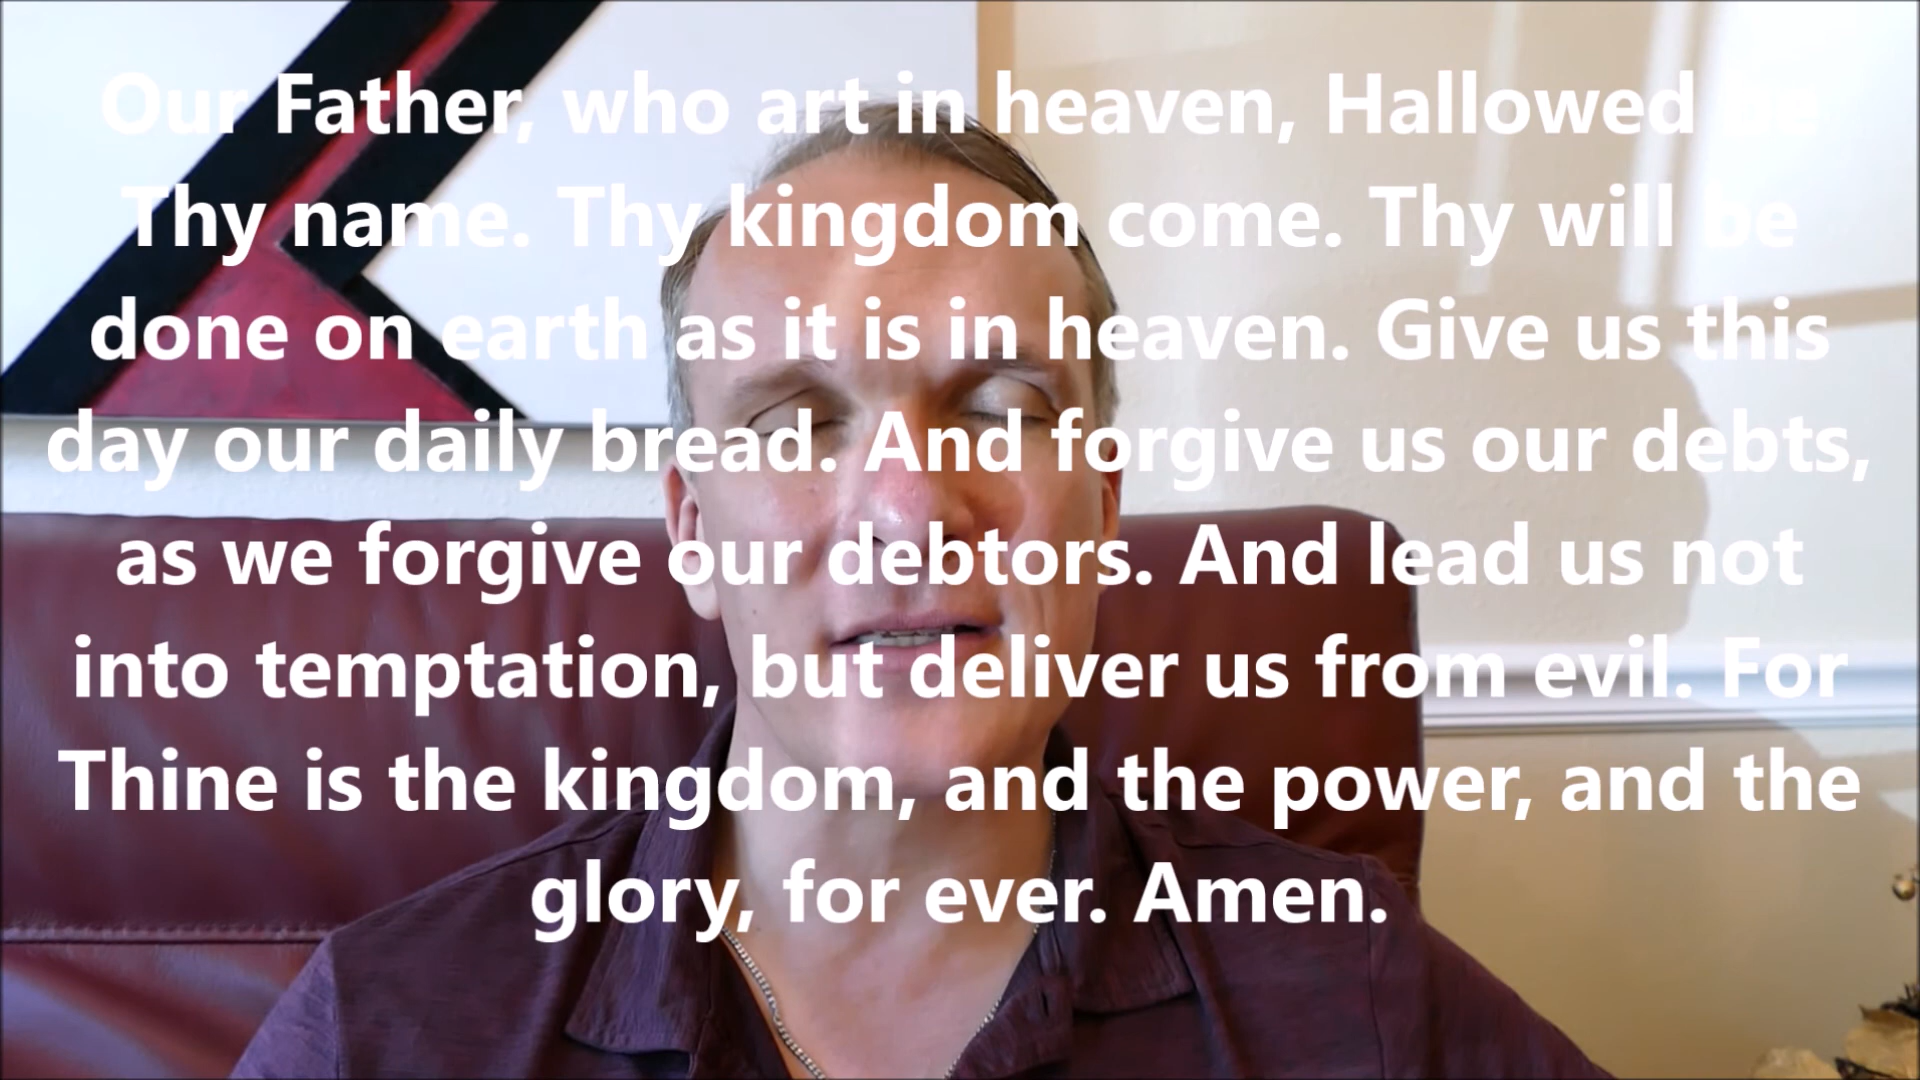 Our Father, who art in heaven, Hallowed be
Thy name. Thy kingdom come. Thy will be
done on earth as it is in heaven. Give us this
day our daily bread. And forgive us our debts,
as we forgive our debtors. And lead us not
into temptation, but deliver us from evil. For
Thine is the kingdom, and the power, and the
glory, for ever. Amen.